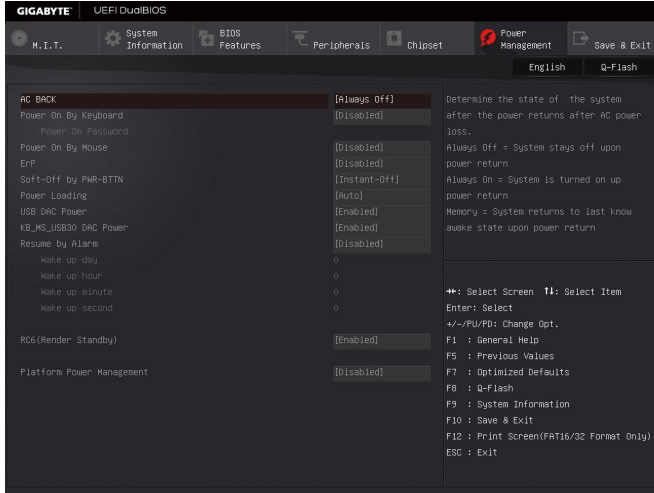 GIGABYTE™ UEFI DualBIOS
M.I.T. System Information BIOS Features Peripherals Chipset Power Management Save & Exit
English Q-Flash
AC BACK [Always Off]
Power On By Keyboard [Disabled]
Power On Password
Power On By Mouse [Disabled]
ErP [Disabled]
Soft-Off by PWR-BTTN [Instant-Off]
Power Loading [Auto]
USB DAC Power [Enabled]
KB_MS_USB30 DAC Power [Enabled]
Resume by Alarm [Disabled]
Wake up day 0
Wake up hour 0
Wake up minute 0
Wake up second 0
RC6(Render Standby) [Enabled]
Platform Power Management [Disabled]
Determine the state of the system
after the power returns after AC power
loss.
Always Off = System stays off upon
power return
Always On = System is turned on up
power return
Memory = System returns to last know
awake state upon power return
→←: Select Screen ↑↓: Select Item
Enter: Select
+/-/PU/PD: Change Opt.
F1 : General Help
F5 : Previous Values
F7 : Optimized Defaults
F8 : Q-Flash
F9 : System Information
F10 : Save & Exit
F12 : Print Screen(FAT16/32 Format Only)
ESC : Exit